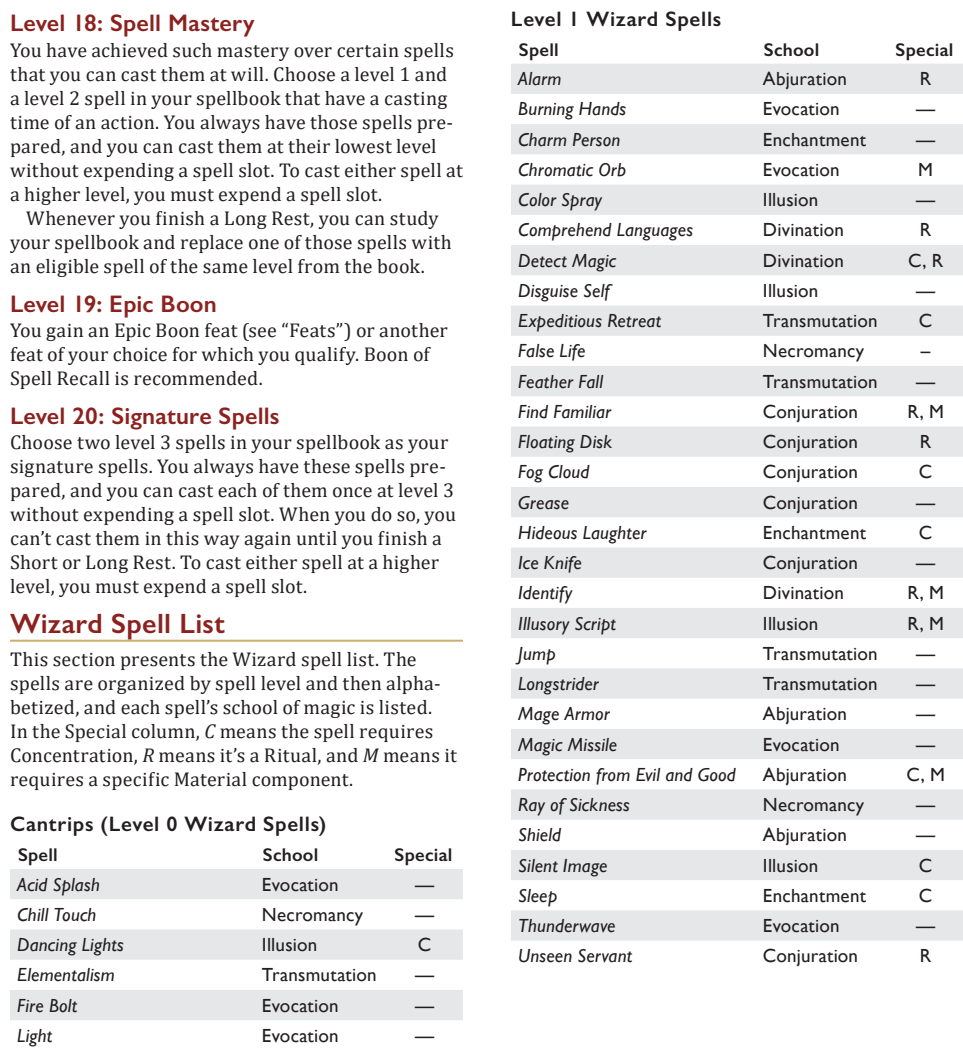 Level 18: Spell Mastery
You have achieved such mastery over certain spells
that you can cast them at will. Choose a level 1 and
a level 2 spell in your spellbook that have a casting
time of an action. You always have those spells pre-
pared, and you can cast them at their lowest level
without expending a spell slot. To cast either spell at
a higher level, you must expend a spell slot.
Whenever you finish a Long Rest, you can study
your spellbook and replace one of those spells with
an eligible spell of the same level from the book.
Level 19: Epic Boon
You gain an Epic Boon feat (see “Feats”) or another
feat of your choice for which you qualify. Boon of
Spell Recall is recommended.
Level 20: Signature Spells
Choose two level 3 spells in your spellbook as your
signature spells. You always have these spells pre-
pared, and you can cast each of them once at level 3
without expending a spell slot. When you do so, you
can’t cast them in this way again until you finish a
Short or Long Rest. To cast either spell at a higher
level, you must expend a spell slot.
Wizard Spell List
This section presents the Wizard spell list. The
spells are organized by spell level and then alpha-
betized, and each spell’s school of magic is listed.
In the Special column, C means the spell requires
Concentration, R means it’s a Ritual, and M means it
requires a specific Material component.
Cantrips (Level 0 Wizard Spells)
Spell School Special
Acid Splash Evocation —
Chill Touch Necromancy —
Dancing Lights Illusion C
Elementalism Transmutation —
Fire Bolt Evocation —
Light Evocation —
Level 1 Wizard Spells
Spell School Special
Alarm Abjuration R
Burning Hands Evocation —
Charm Person Enchantment —
Chromatic Orb Evocation M
Color Spray Illusion —
Comprehend Languages Divination R
Detect Magic Divination C, R
Disguise Self Illusion —
Expeditious Retreat Transmutation C
False Life Necromancy –
Feather Fall Transmutation —
Find Familiar Conjuration R, M
Floating Disk Conjuration R
Fog Cloud Conjuration C
Grease Conjuration —
Hideous Laughter Enchantment C
Ice Knife Conjuration —
Identify Divination R, M
Illusory Script Illusion R, M
Jump Transmutation —
Longstrider Transmutation —
Mage Armor Abjuration —
Magic Missile Evocation —
Protection from Evil and Good Abjuration C, M
Ray of Sickness Necromancy —
Shield Abjuration —
Silent Image Illusion C
Sleep Enchantment C
Thunderwave Evocation —
Unseen Servant Conjuration R